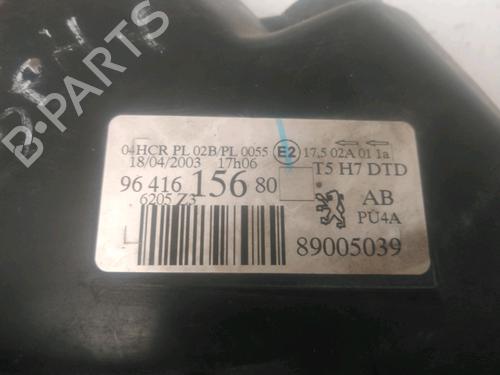 04HCR PL 02B/PL 0055 E2 17,5 02A 01 1a
18/04/2003 17h06 T5 H7 DTD
96 416 156 80 AB
6205 Z3 PÜ4A
L 89005039
B-PARTS